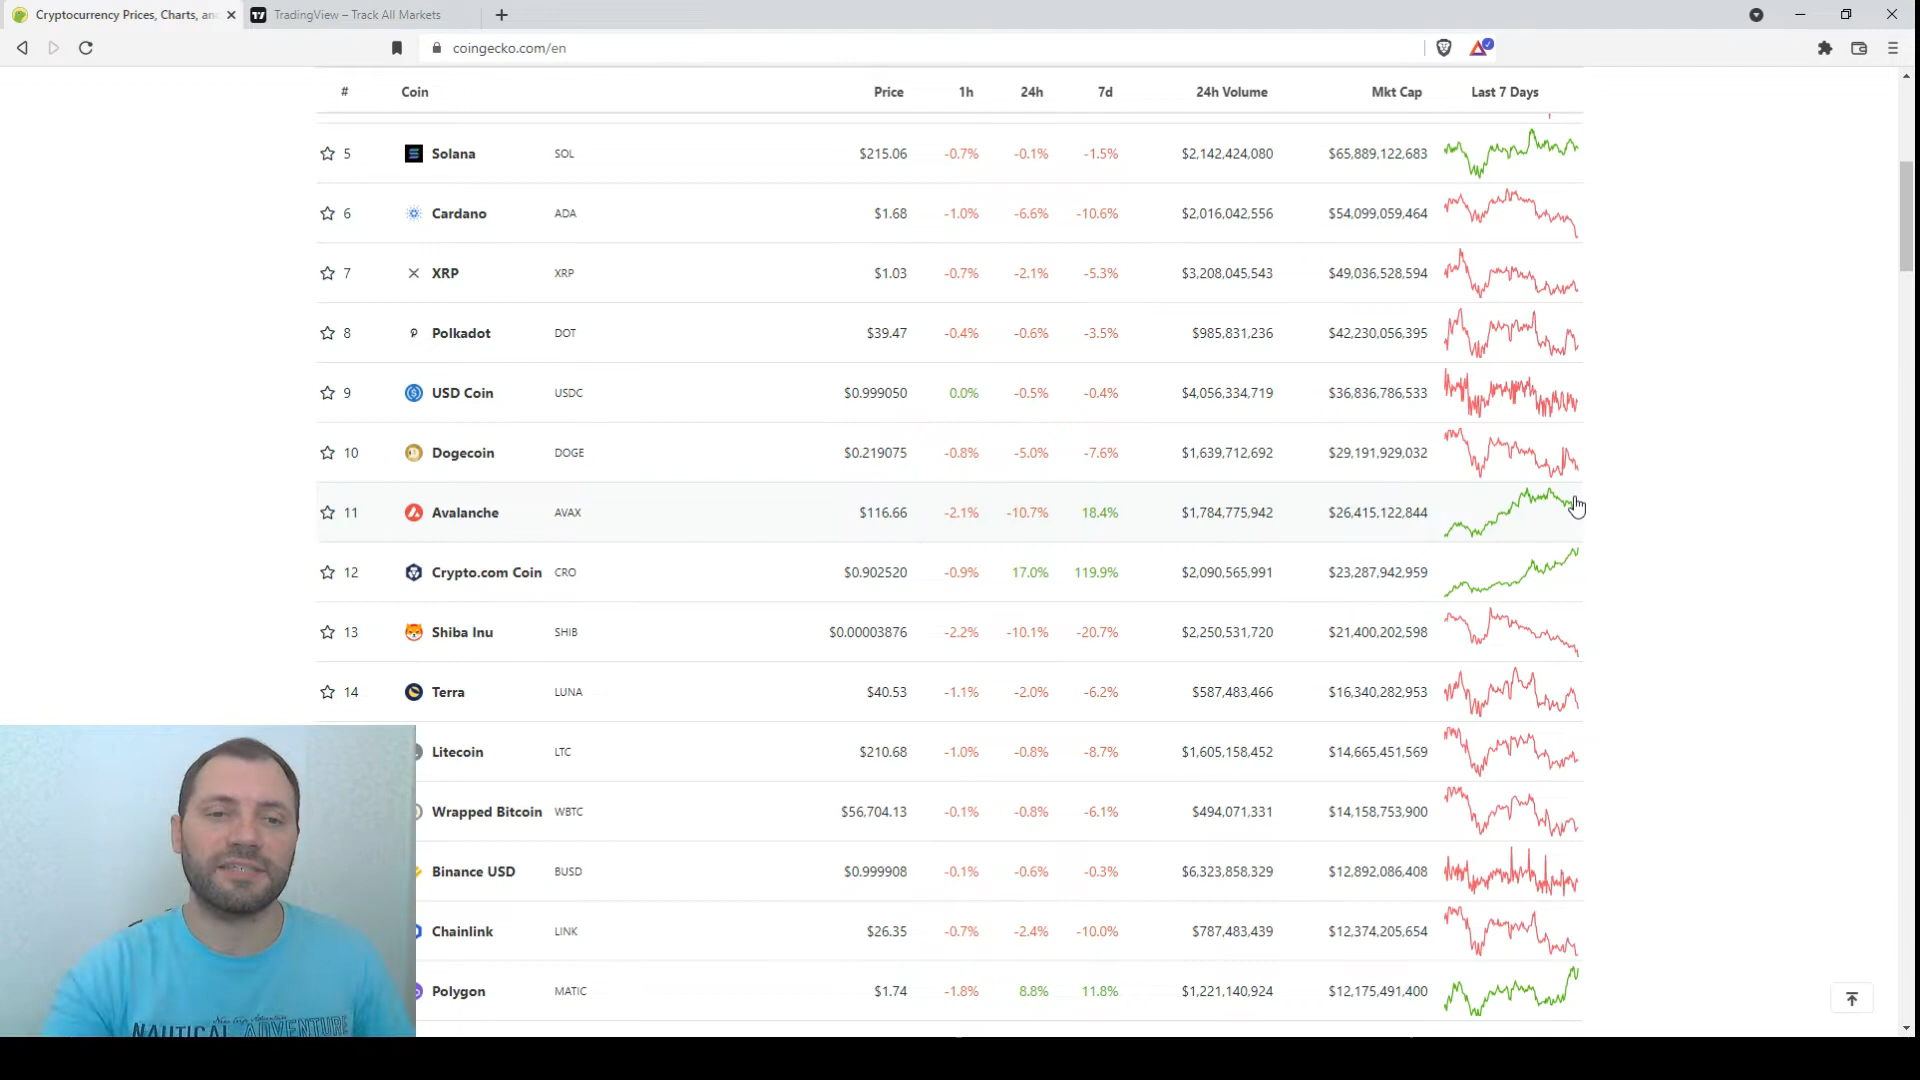 Cryptocurrency Prices, Charts, an
TradingView – Track All Markets
coingecko.com/en
# Coin Price 1h 24h 7d 24h Volume Mkt Cap Last 7 Days
5 Solana SOL $215.06 -0.7% -0.1% -1.5% $2,142,424,080 $65,889,122,683
6 Cardano ADA $1.68 -1.0% -6.6% -10.6% $2,016,042,556 $54,099,059,464
7 XRP XRP $1.03 -0.7% -2.1% -5.3% $3,208,045,543 $49,036,528,594
8 Polkadot DOT $39.47 -0.4% -0.6% -3.5% $985,831,236 $42,230,056,395
9 USD Coin USDC $0.999050 0.0% -0.5% -0.4% $4,056,334,719 $36,836,786,533
10 Dogecoin DOGE $0.219075 -0.8% -5.0% -7.6% $1,639,712,692 $29,191,929,032
11 Avalanche AVAX $116.66 -2.1% -10.7% 18.4% $1,784,775,942 $26,415,122,844
12 Crypto.com Coin CRO $0.902520 -0.9% 17.0% 119.9% $2,090,565,991 $23,287,942,959
13 Shiba Inu SHIB $0.00003876 -2.2% -10.1% -20.7% $2,250,531,720 $21,400,202,598
14 Terra LUNA $40.53 -1.1% -2.0% -6.2% $587,483,466 $16,340,282,953
Litecoin LTC $210.68 -1.0% -0.8% -8.7% $1,605,158,452 $14,665,451,569
Wrapped Bitcoin WBTC $56,704.13 -0.1% -0.8% -6.1% $494,071,331 $14,158,753,900
Binance USD BUSD $0.999908 -0.1% -0.6% -0.3% $6,323,858,329 $12,892,086,408
Chainlink LINK $26.35 -0.7% -2.4% -10.0% $787,483,439 $12,374,205,654
Polygon MATIC $1.74 -1.8% 8.8% 11.8% $1,221,140,924 $12,175,491,400
NAUTICAL ADVENTURE